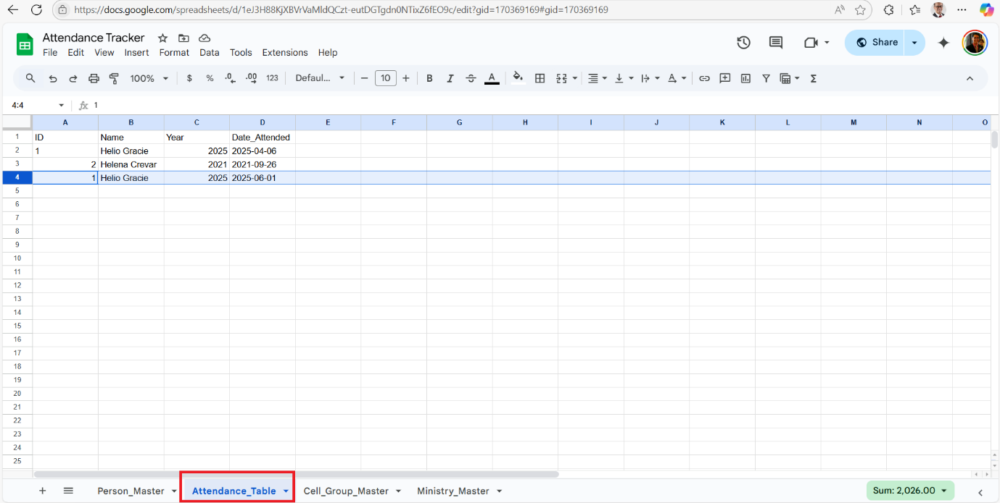 https://docs.google.com/spreadsheets/d/1eJ3H88KjXBVrVaMldQCzt-eutDGTgdn0NTixZ6fEO9c/edit?gid=170369169#gid=170369169
Attendance Tracker
File Edit View Insert Format Data Tools Extensions Help
Share
100% $ % .0 .00 123 Defaul... 10 B I A A Σ
4:4 fx 1
A B C D E F G H I J K L M N O
1 ID Name Year Date_Attended
2 1 Helio Gracie 2025 2025-04-06
3 2 Helena Crevar 2021 2021-09-26
4 1 Helio Gracie 2025 2025-06-01
5
6
7
8
9
10
11
12
13
14
15
16
17
18
19
20
21
22
23
24
25
Person_Master Attendance_Table Cell_Group_Master Ministry_Master Sum: 2,026.00